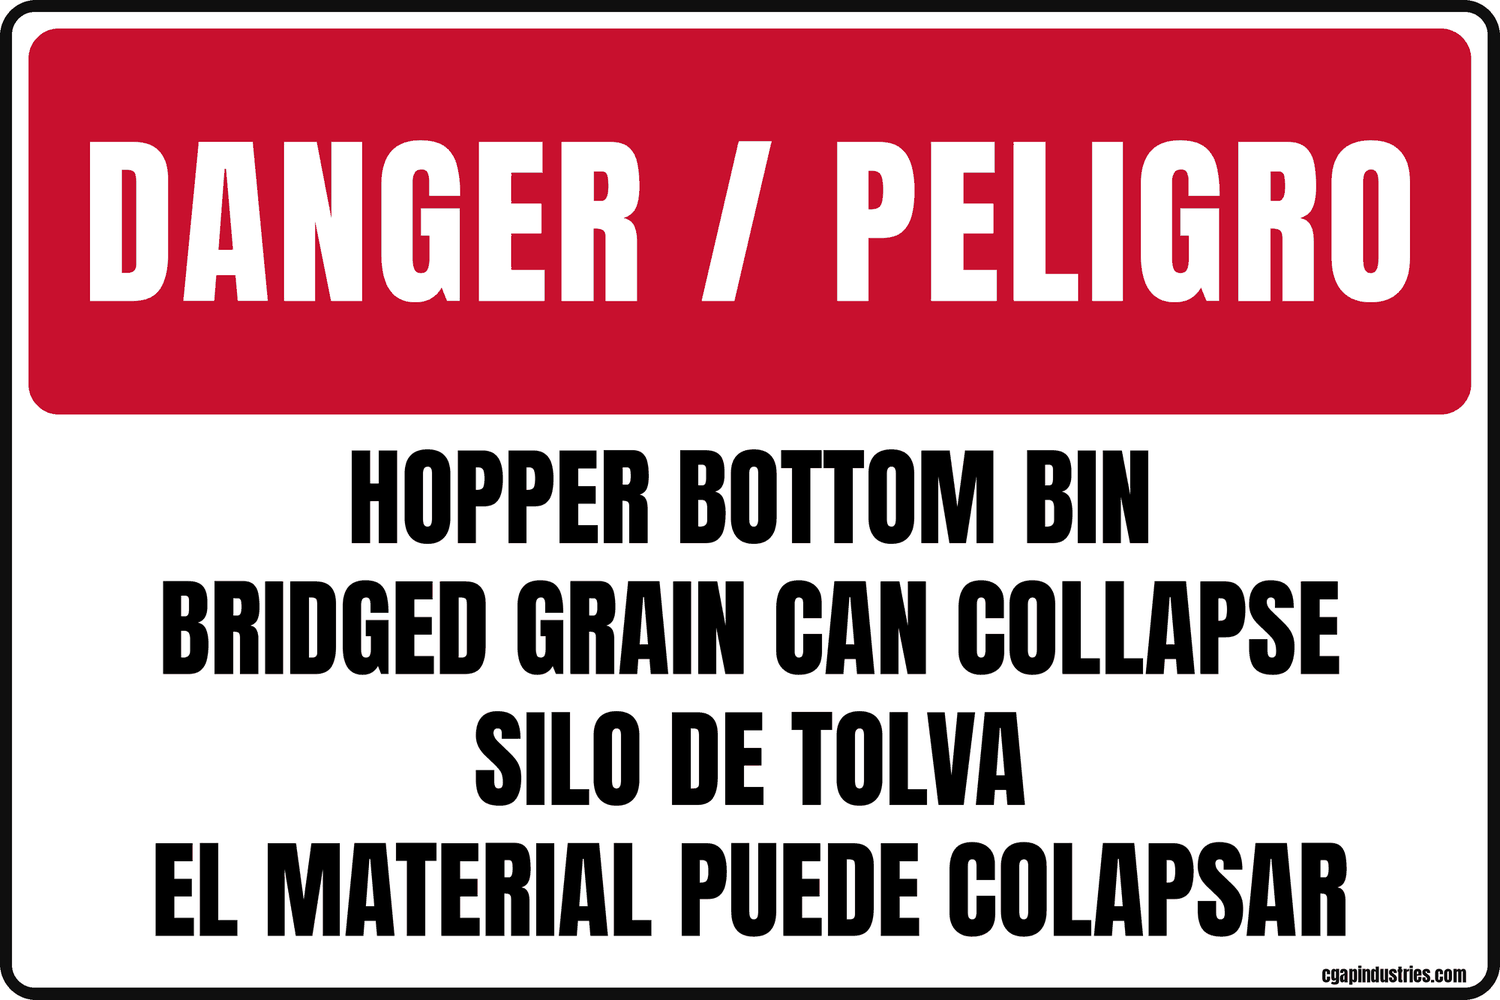 DANGER / PELIGRO
HOPPER BOTTOM BIN
BRIDGED GRAIN CAN COLLAPSE
SILO DE TOLVA
EL MATERIAL PUEDE COLAPSAR
cgapindustries.com